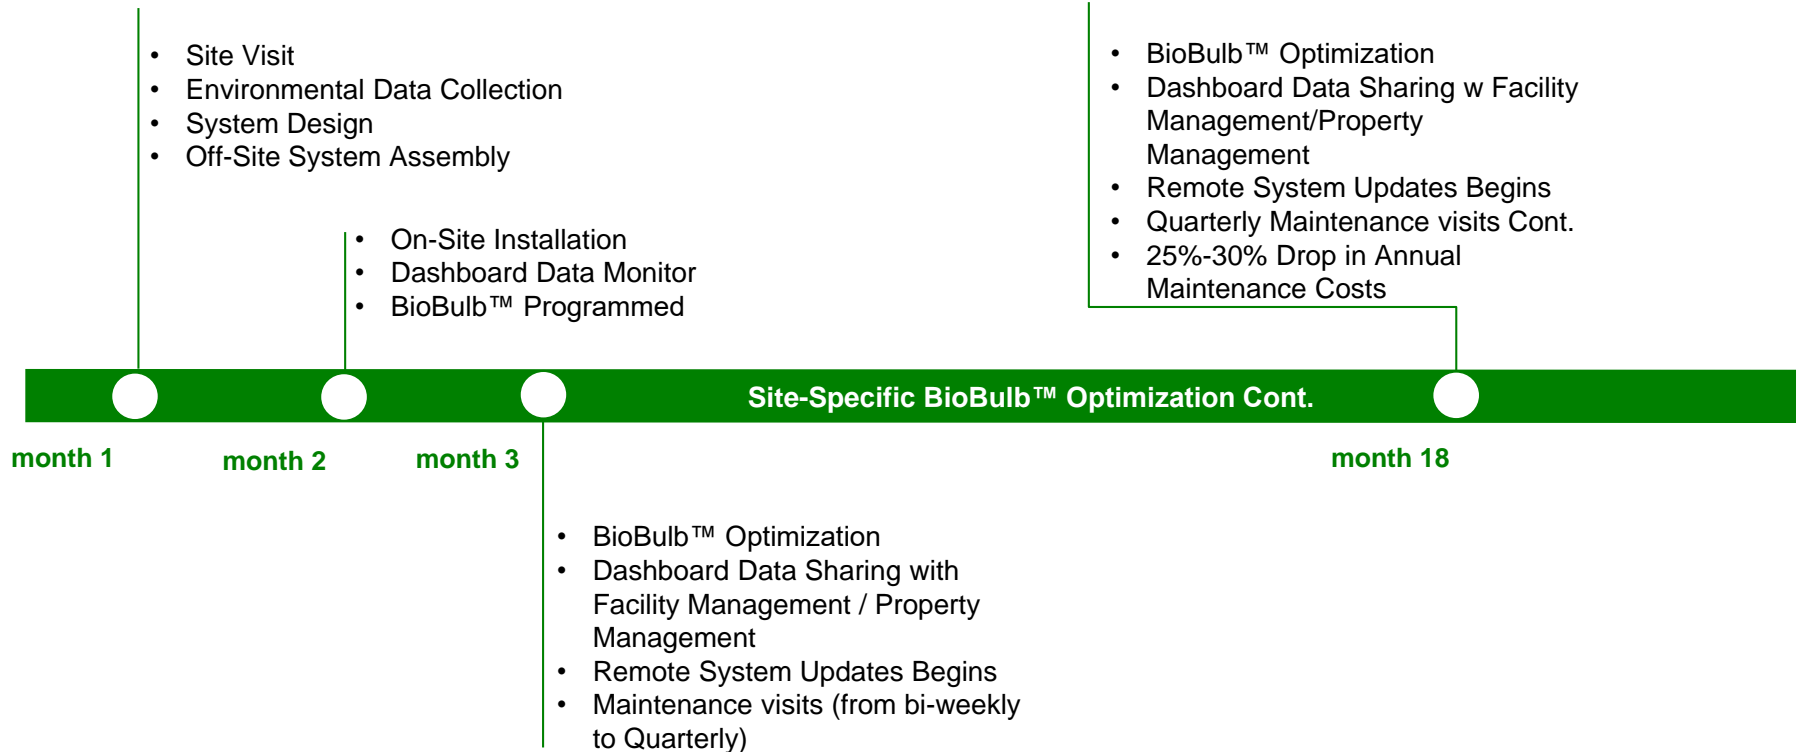 • Site Visit
• Environmental Data Collection
• System Design
• Off-Site System Assembly
• On-Site Installation
• Dashboard Data Monitor
• BioBulb™ Programmed
• BioBulb™ Optimization
• Dashboard Data Sharing w Facility
Management/Property
Management
• Remote System Updates Begins
• Quarterly Maintenance visits Cont.
• 25%-30% Drop in Annual
Maintenance Costs
Site-Specific BioBulb™ Optimization Cont.
month 1
month 2
month 3
month 18
• BioBulb™ Optimization
• Dashboard Data Sharing with
Facility Management / Property
Management
• Remote System Updates Begins
• Maintenance visits (from bi-weekly
to Quarterly)